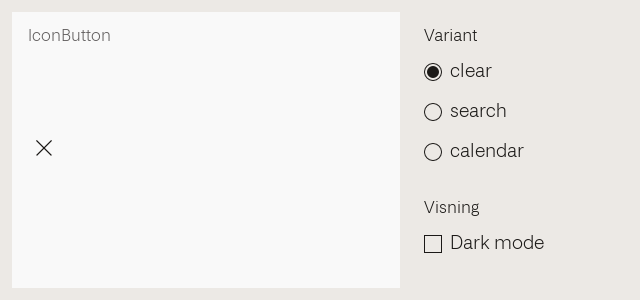 IconButton
Variant
clear
search
calendar
Visning
Dark mode